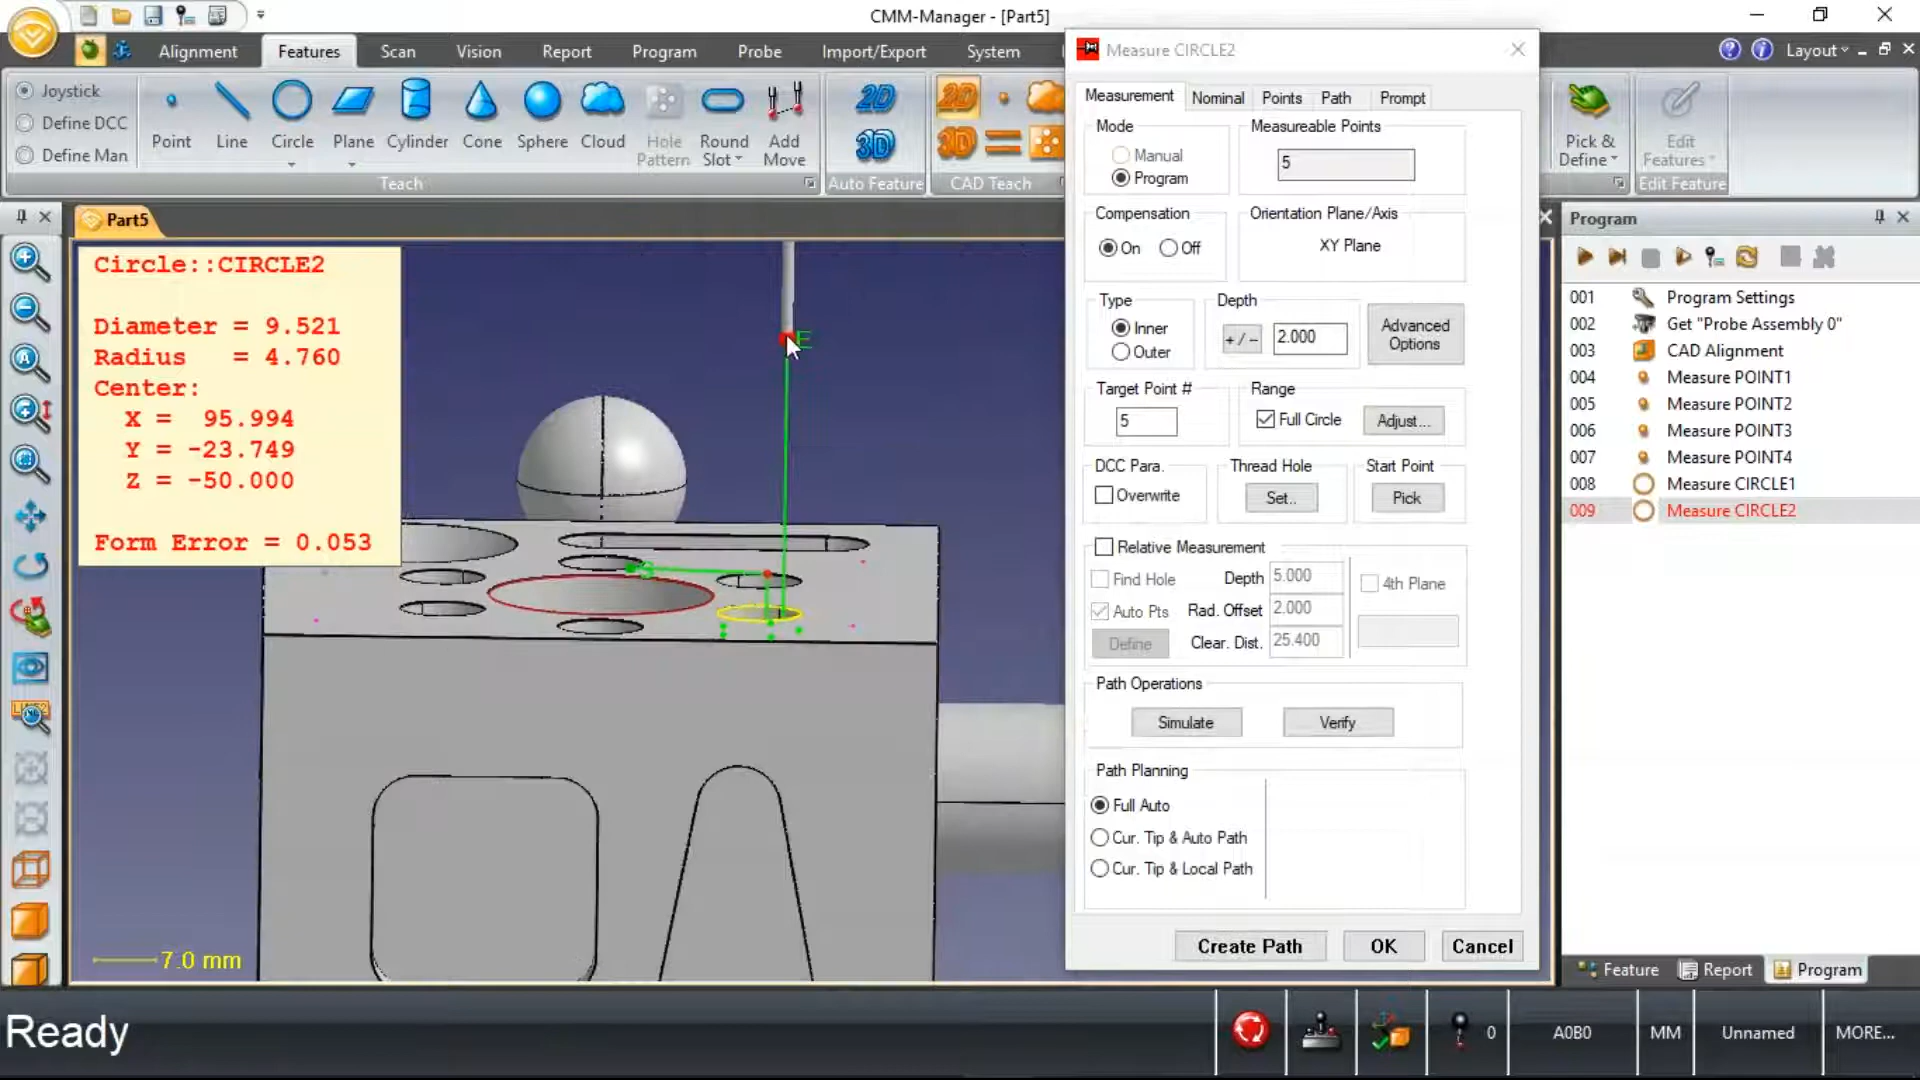 CMM-Manager - [Part5]
Alignment
Features
Scan
Vision
Report
Program
Probe
Import/Export
System
Layout
Joystick
Define DCC
Define Man
Point
Line
Circle
Plane
Cylinder
Cone
Sphere
Cloud
Hole
Pattern
Round
Slot
Add
Move
Teach
2D
3D
Auto Feature
2D
3D
CAD Teach
Pick &
Define
Edit
Features
Edit Feature
Part5
Circle::CIRCLE2
Diameter = 9.521
Radius = 4.760
Center:
X = 95.994
Y = -23.749
Z = -50.000
Form Error = 0.053
E
S
7.0 mm
Measure CIRCLE2
Measurement
Nominal
Points
Path
Prompt
Mode
Manual
Program
Measureable Points
5
Compensation
On
Off
Orientation Plane/Axis
XY Plane
Type
Inner
Outer
Depth
+ / -
2.000
Advanced
Options
Target Point #
5
Range
Full Circle
Adjust...
DCC Para.
Overwrite
Thread Hole
Set..
Start Point
Pick
Relative Measurement
Find Hole
Depth
5.000
4th Plane
Auto Pts
Rad. Offset
2.000
Define
Clear. Dist.
25.400
Path Operations
Simulate
Verify
Path Planning
Full Auto
Cur. Tip & Auto Path
Cur. Tip & Local Path
Create Path
OK
Cancel
Program
001 Program Settings
002 Get "Probe Assembly 0"
003 CAD Alignment
004 Measure POINT1
005 Measure POINT2
006 Measure POINT3
007 Measure POINT4
008 Measure CIRCLE1
009 Measure CIRCLE2
Feature
Report
Program
Ready
0
A0B0
MM
Unnamed
MORE...